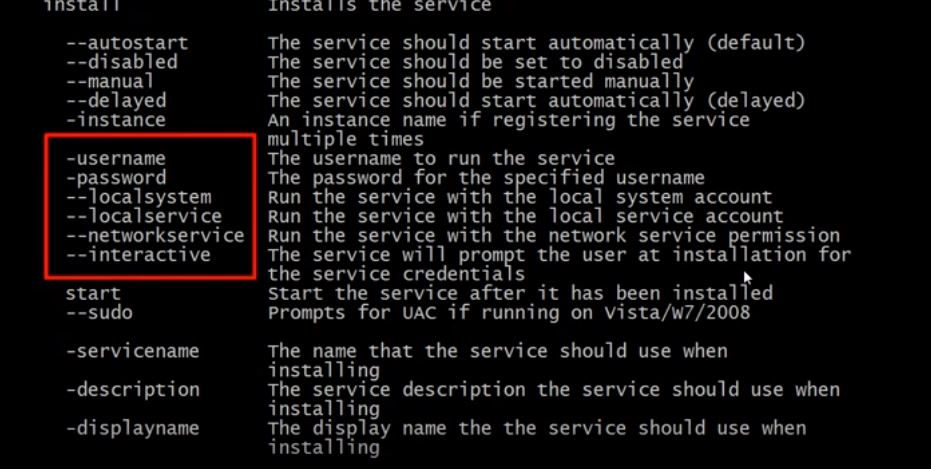 install Installs the service
--autostart The service should start automatically (default)
--disabled The service should be set to disabled
--manual The service should be started manually
--delayed The service should start automatically (delayed)
-instance An instance name if registering the service
multiple times
-username The username to run the service
-password The password for the specified username
--localsystem Run the service with the local system account
--localservice Run the service with the local service account
--networkservice Run the service with the network service permission
--interactive The service will prompt the user at installation for
the service credentials
start Start the service after it has been installed
--sudo Prompts for UAC if running on Vista/W7/2008
-servicename The name that the service should use when
installing
-description The service description the service should use when
installing
-displayname The display name the the service should use when
installing